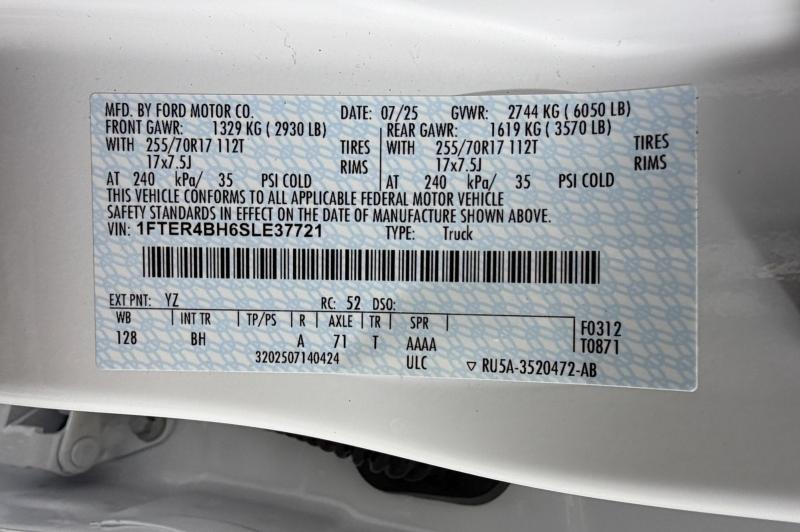 MFD. BY FORD MOTOR CO. DATE: 07/25 GVWR: 2744 KG ( 6050 LB)
FRONT GAWR: 1329 KG ( 2930 LB) REAR GAWR: 1619 KG ( 3570 LB)
WITH 255/70R17 112T TIRES WITH 255/70R17 112T TIRES
17x7.5J RIMS 17x7.5J RIMS
AT 240 kPa/ 35 PSI COLD AT 240 kPa/ 35 PSI COLD
THIS VEHICLE CONFORMS TO ALL APPLICABLE FEDERAL MOTOR VEHICLE
SAFETY STANDARDS IN EFFECT ON THE DATE OF MANUFACTURE SHOWN ABOVE.
VIN: 1FTER4BH6SLE37721 TYPE: Truck
EXT PNT: YZ RC: 52 DSO:
WB INT TR TP/PS R AXLE TR SPR F0312
128 BH A 71 T AAAA T0871
3202507140424 ULC ▽ RU5A-3520472-AB